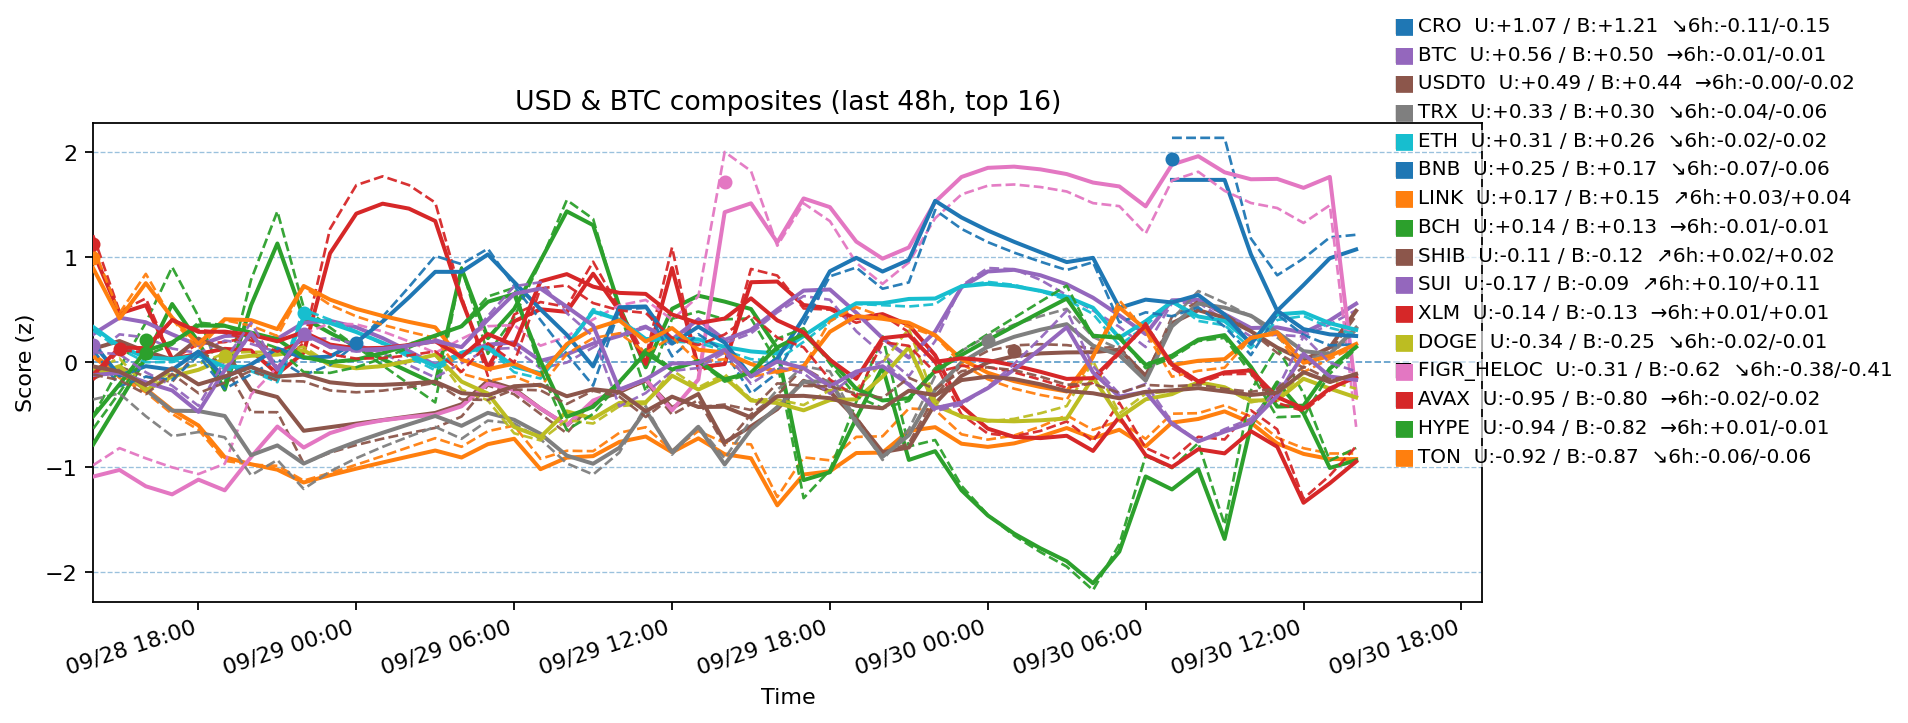 CRO  U:+1.07 / B:+1.21  ↘6h:-0.11/-0.15
BTC  U:+0.56 / B:+0.50  →6h:-0.01/-0.01
USDT0  U:+0.49 / B:+0.44  →6h:-0.00/-0.02
TRX  U:+0.33 / B:+0.30  ↘6h:-0.04/-0.06
ETH  U:+0.31 / B:+0.26  ↘6h:-0.02/-0.02
BNB  U:+0.25 / B:+0.17  ↘6h:-0.07/-0.06
LINK  U:+0.17 / B:+0.15  ↗6h:+0.03/+0.04
BCH  U:+0.14 / B:+0.13  →6h:-0.01/-0.01
SHIB  U:-0.11 / B:-0.12  ↗6h:+0.02/+0.02
SUI  U:-0.17 / B:-0.09  ↗6h:+0.10/+0.11
XLM  U:-0.14 / B:-0.13  →6h:+0.01/+0.01
DOGE  U:-0.34 / B:-0.25  ↘6h:-0.02/-0.01
FIGR_HELOC  U:-0.31 / B:-0.62  ↘6h:-0.38/-0.41
AVAX  U:-0.95 / B:-0.80  →6h:-0.02/-0.02
HYPE  U:-0.94 / B:-0.82  →6h:+0.01/-0.01
TON  U:-0.92 / B:-0.87  ↘6h:-0.06/-0.06
USD & BTC composites (last 48h, top 16)
Score (z)
2
1
0
−1
−2
09/28 18:00
09/29 00:00
09/29 06:00
09/29 12:00
09/29 18:00
09/30 00:00
09/30 06:00
09/30 12:00
09/30 18:00
Time